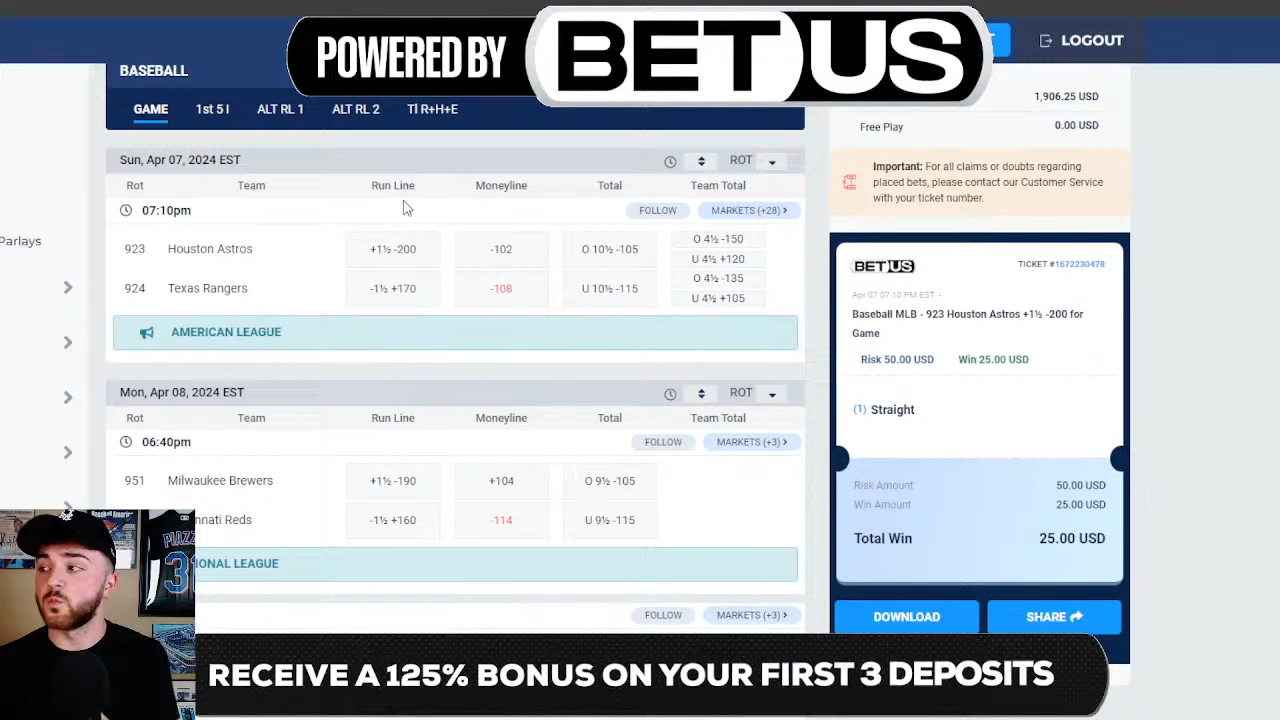 POWERED BY BETUS
LOGOUT
BASEBALL
GAME 1st 5 I ALT RL 1 ALT RL 2 Tl R+H+E
Sun, Apr 07, 2024 EST ROT
Rot Team Run Line Moneyline Total Team Total
07:10pm FOLLOW MARKETS (+28)
923 Houston Astros +1½ -200 -102 O 10½ -105 O 4½ -150
U 4½ +120
924 Texas Rangers -1½ +170 -108 U 10½ -115 O 4½ -135
U 4½ +105
AMERICAN LEAGUE
Mon, Apr 08, 2024 EST ROT
Rot Team Run Line Moneyline Total
06:40pm FOLLOW MARKETS (+3)
951 Milwaukee Brewers +1½ -190 +104 O 9½ -105
nnati Reds -1½ +160 -114 U 9½ -115
IONAL LEAGUE
FOLLOW MARKETS (+3)
Parlays
1,906.25 USD
Free Play 0.00 USD
Important: For all claims or doubts regarding
placed bets, please contact our Customer Service
with your ticket number.
BETUS TICKET #1672230478
Apr 07 07:10 PM EST -
Baseball MLB - 923 Houston Astros +1½ -200 for
Game
Risk 50.00 USD Win 25.00 USD
(1) Straight
Risk Amount 50.00 USD
Win Amount 25.00 USD
Total Win 25.00 USD
DOWNLOAD SHARE
PIAZZ
31
RECEIVE A 125% BONUS ON YOUR FIRST 3 DEPOSITS